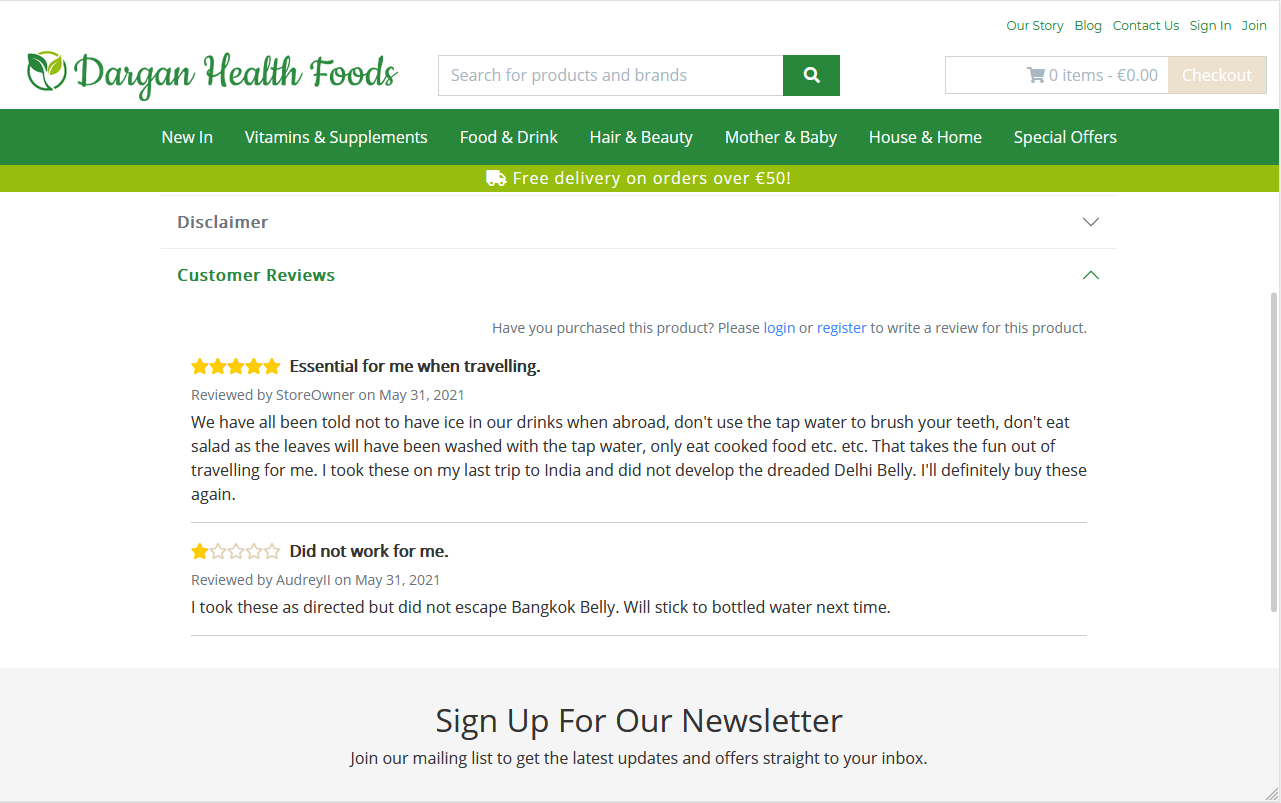 Our Story Blog Contact Us Sign In Join
Dargan Health Foods
Search for products and brands
0 items - €0.00 Checkout
New In Vitamins & Supplements Food & Drink Hair & Beauty Mother & Baby House & Home Special Offers
Free delivery on orders over €50!
Disclaimer
Customer Reviews
Have you purchased this product? Please login or register to write a review for this product.
Essential for me when travelling.
Reviewed by StoreOwner on May 31, 2021
We have all been told not to have ice in our drinks when abroad, don't use the tap water to brush your teeth, don't eat
salad as the leaves will have been washed with the tap water, only eat cooked food etc. etc. That takes the fun out of
travelling for me. I took these on my last trip to India and did not develop the dreaded Delhi Belly. I'll definitely buy these
again.
Did not work for me.
Reviewed by AudreyII on May 31, 2021
I took these as directed but did not escape Bangkok Belly. Will stick to bottled water next time.
Sign Up For Our Newsletter
Join our mailing list to get the latest updates and offers straight to your inbox.